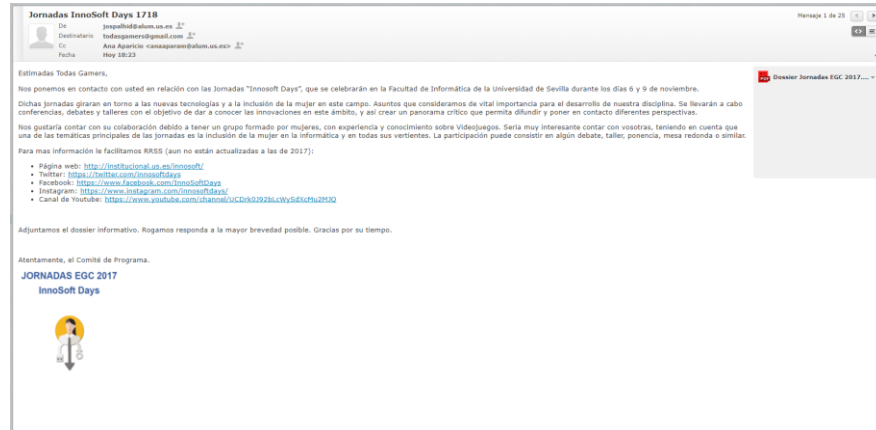 Jornadas InnoSoft Days 1718
Mensaje 1 de 25
De jospalhid@alum.us.es
Destinatario todasgamers@gmail.com
Cc Ana Aparicio <anaaparam@alum.us.es>
Fecha Hoy 18:23
Estimadas Todas Gamers,
Nos ponemos en contacto con usted en relación con las Jornadas "Innosoft Days", que se celebrarán en la Facultad de Informática de la Universidad de Sevilla durante los días 6 y 9 de noviembre.
Dichas jornadas giraran en torno a las nuevas tecnologías y a la inclusión de la mujer en este campo. Asuntos que consideramos de vital importancia para el desarrollo de nuestra disciplina. Se llevarán a cabo
conferencias, debates y talleres con el objetivo de dar a conocer las innovaciones en este ámbito, y así crear un panorama crítico que permita difundir y poner en contacto diferentes perspectivas.
Nos gustaría contar con su colaboración debido a tener un grupo formado por mujeres, con experiencia y conocimiento sobre Videojuegos. Sería muy interesante contar con vosotras, teniendo en cuenta que
una de las temáticas principales de las jornadas es la inclusión de la mujer en la informática y en todas sus vertientes. La participación puede consistir en algún debate, taller, ponencia, mesa redonda o similar.
Para mas información le facilitamos RRSS (aun no están actualizadas a las de 2017):
• Página web: http://institucional.us.es/innosoft/
• Twitter: https://twitter.com/innosoftdays
• Facebook: https://www.facebook.com/InnoSoftDays
• Instagram: https://www.instagram.com/innosoftdays/
• Canal de Youtube: https://www.youtube.com/channel/UCDrk0J92bLcWySdXcMu2MJQ
Adjuntamos el dossier informativo. Rogamos responda a la mayor brevedad posible. Gracias por su tiempo.
Atentamente, el Comité de Programa.
JORNADAS EGC 2017
InnoSoft Days
Dossier Jornadas EGC 2017....